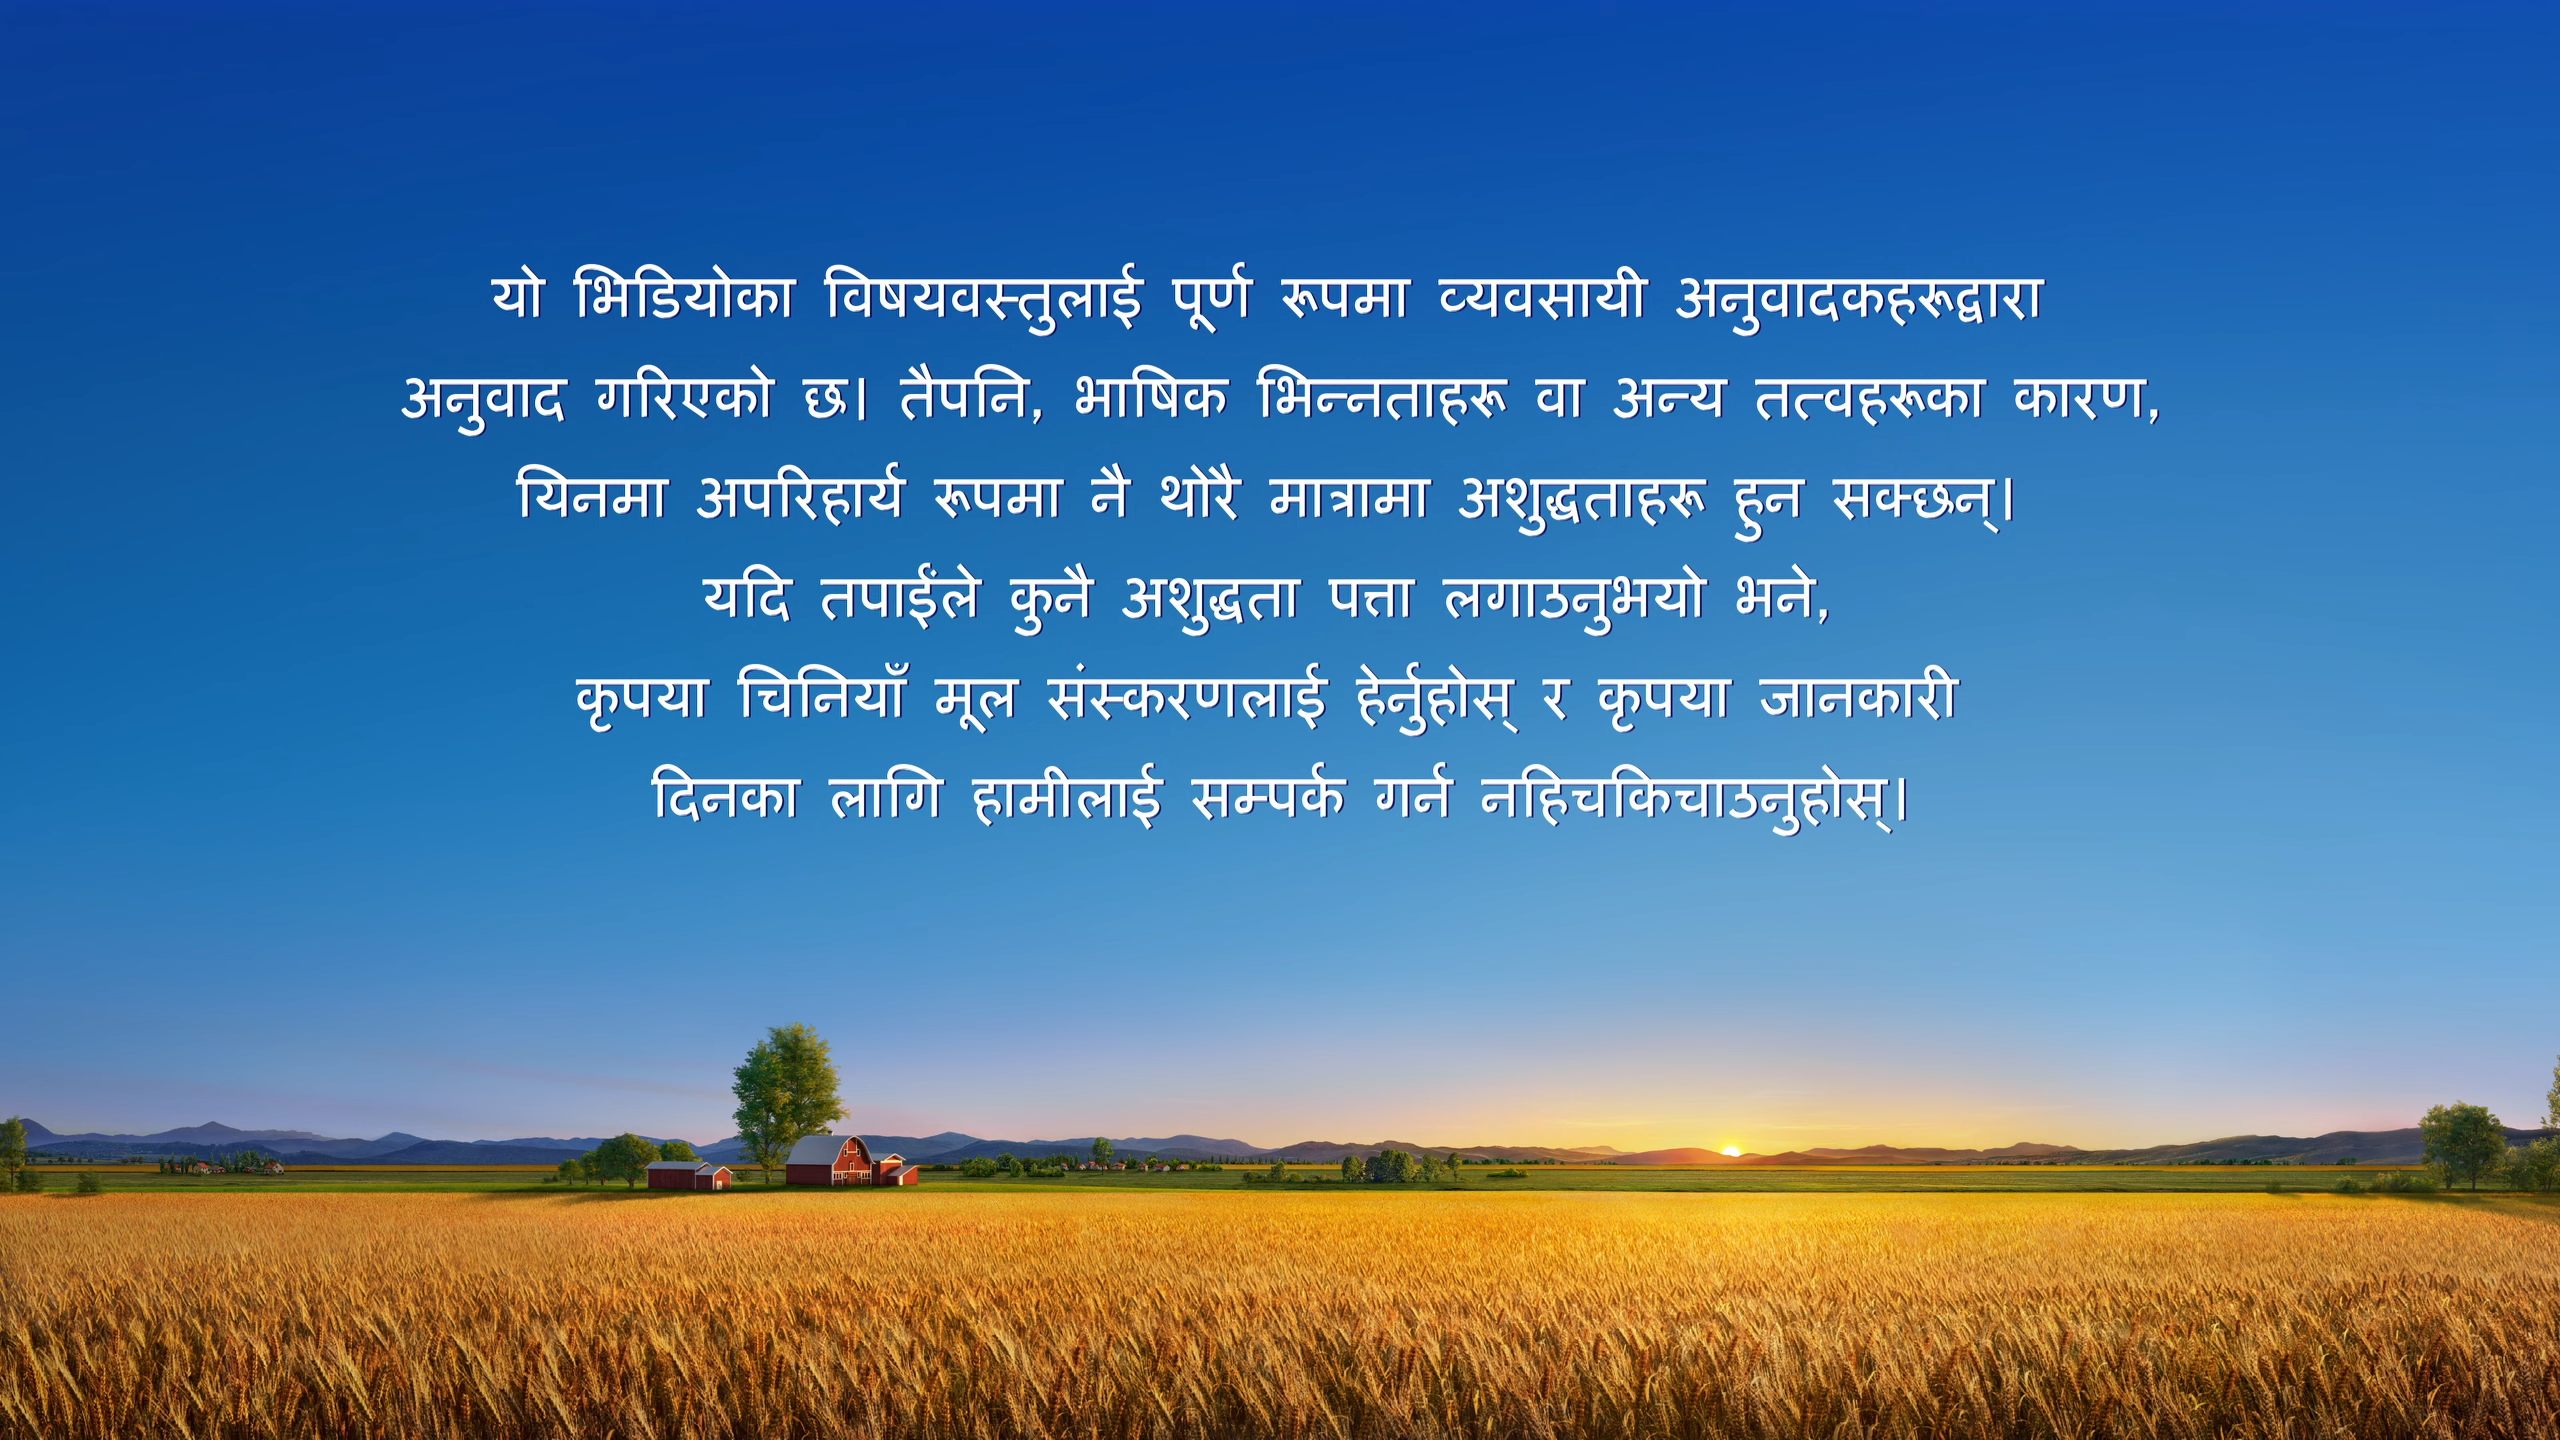 यो भिडियोका विषयवस्तुलाई पूर्ण रूपमा व्यवसायी अनुवादकहरूद्वारा
अनुवाद गरिएको छ। तैपनि, भाषिक भिन्नताहरू वा अन्य तत्वहरूका कारण,
यिनमा अपरिहार्य रूपमा नै थोरै मात्रामा अशुद्धताहरू हुन सक्छन्।
यदि तपाईंले कुनै अशुद्धता पत्ता लगाउनुभयो भने,
कृपया चिनियाँ मूल संस्करणलाई हेर्नुहोस् र कृपया जानकारी
दिनका लागि हामीलाई सम्पर्क गर्न नहिचकिचाउनुहोस्।